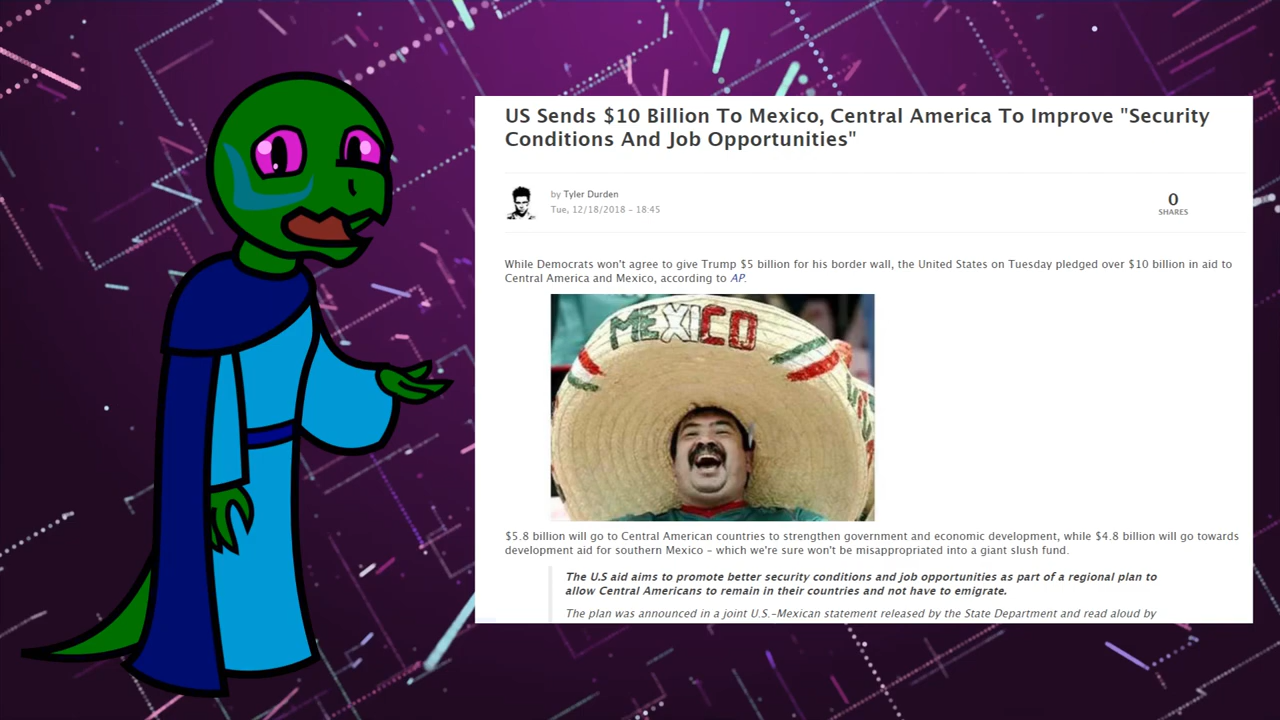 US Sends $10 Billion To Mexico, Central America To Improve "Security
Conditions And Job Opportunities"
by Tyler Durden
Tue, 12/18/2018 - 18:45
0
SHARES
While Democrats won't agree to give Trump $5 billion for his border wall, the United States on Tuesday pledged over $10 billion in aid to
Central America and Mexico, according to AP.
MEXICO
$5.8 billion will go to Central American countries to strengthen government and economic development, while $4.8 billion will go towards
development aid for southern Mexico – which we're sure won't be misappropriated into a giant slush fund.
The U.S aid aims to promote better security conditions and job opportunities as part of a regional plan to
allow Central Americans to remain in their countries and not have to emigrate.
The plan was announced in a joint U.S.-Mexican statement released by the State Department and read aloud by